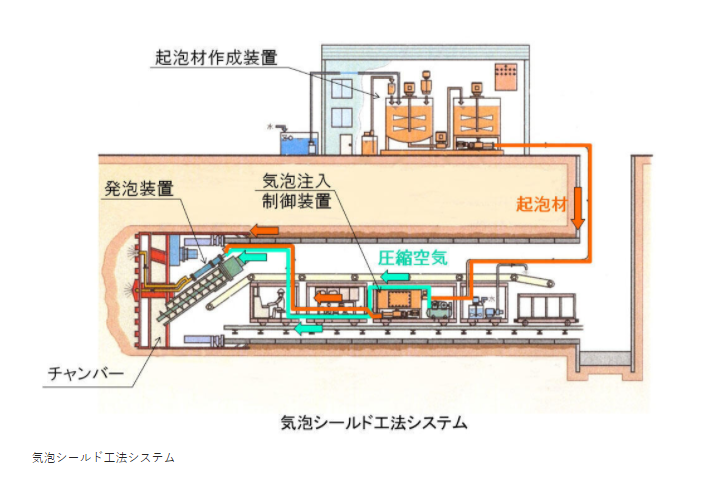 起泡材作成装置
水
発泡装置
気泡注入
制御装置
起泡材
圧縮空気
水
チャンバー
気泡シールド工法システム
気泡シールド工法システム